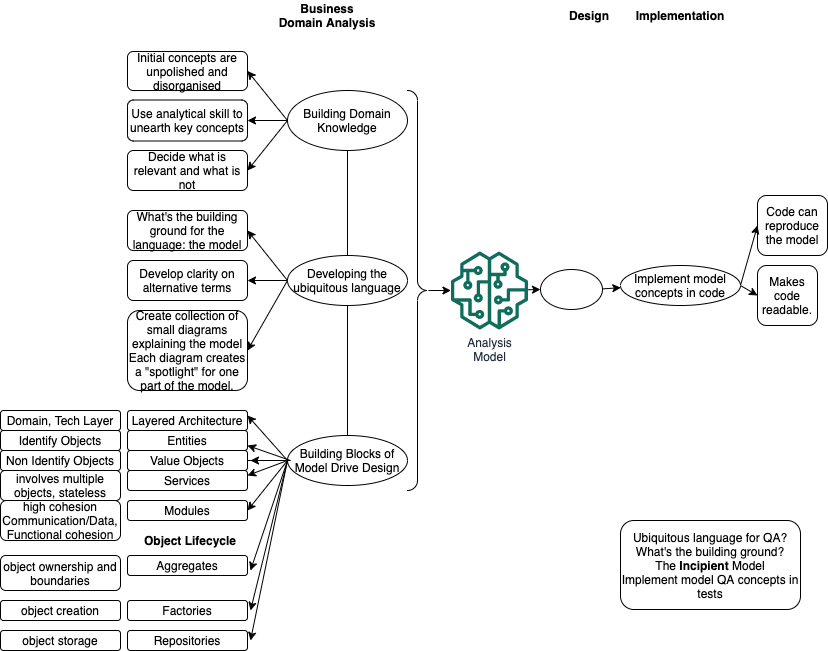 Business
Domain Analysis
Design
Implementation
Initial concepts are
unpolished and
disorganised
Use analytical skill to
unearth key concepts
Decide what is
relevant and what is
not
Building Domain
Knowledge
What's the building
ground for the
language: the model
Develop clarity on
alternative terms
Create collection of
small diagrams
explaining the model
Each diagram creates
a "spotlight" for one
part of the model.
Developing the
ubiquitous language
Analysis
Model
Implement model
concepts in code
Code can
reproduce
the model
Makes
code
readable.
Building Blocks of
Model Drive Design
Domain, Tech Layer
Layered Architecture
Identify Objects
Entities
Non Identify Objects
Value Objects
involves multiple
objects, stateless
Services
high cohesion
Communication/Data,
Functional cohesion
Modules
Object Lifecycle
object ownership and
boundaries
Aggregates
object creation
Factories
object storage
Repositories
Ubiquitous language for QA?
What's the building ground?
The Incipient Model
Implement model QA concepts in
tests